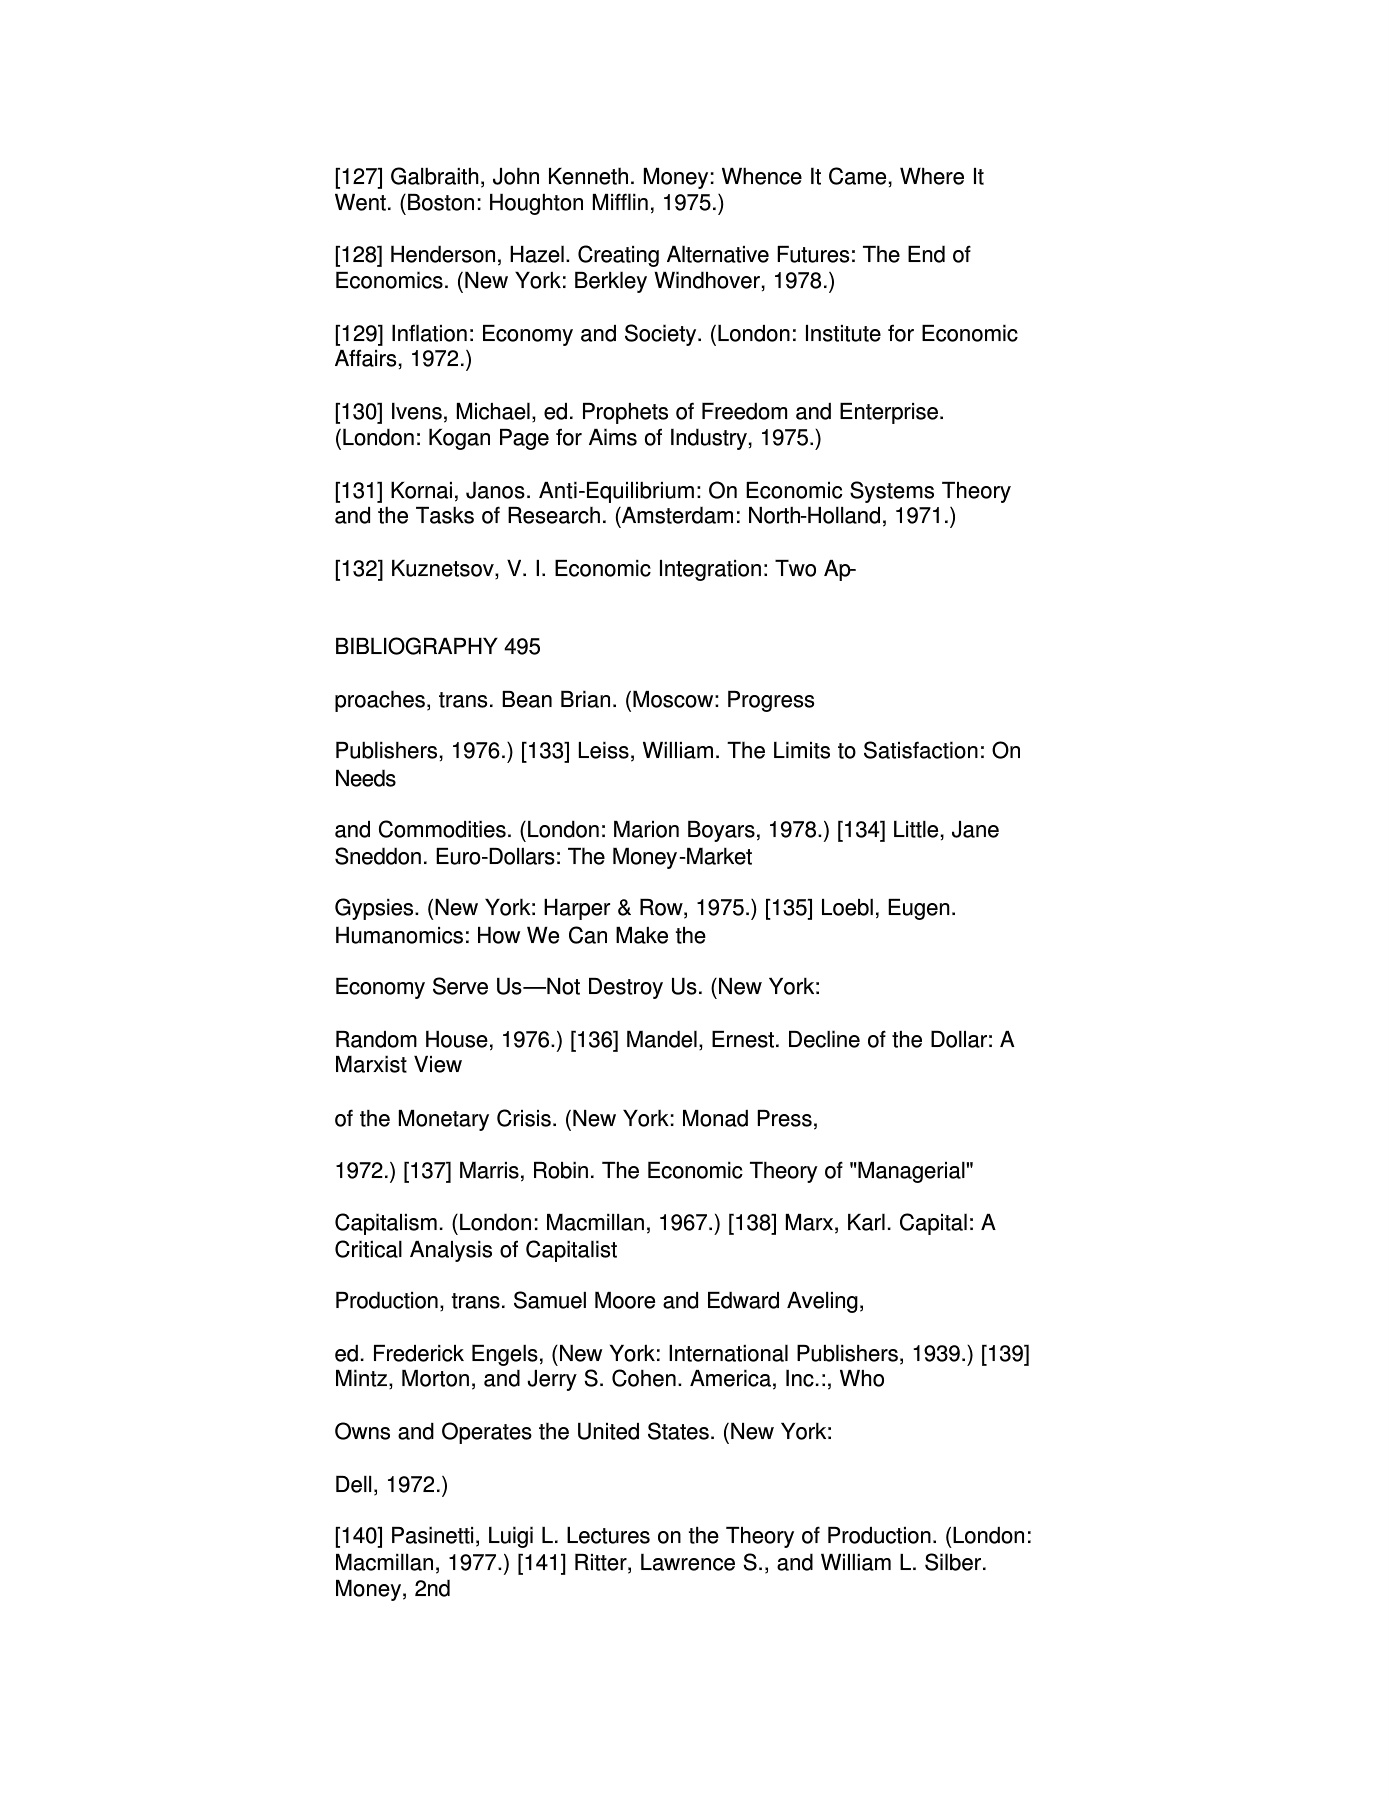 [127] Galbraith, John Kenneth. Money: Whence It Came, Where It
Went. (Boston: Houghton Mifflin, 1975.)
[128] Henderson, Hazel. Creating Alternative Futures: The End of
Economics. (New York: Berkley Windhover, 1978.)
[129] Inflation: Economy and Society. (London: Institute for Economic
Affairs, 1972.)
[130] Ivens, Michael, ed. Prophets of Freedom and Enterprise.
(London: Kogan Page for Aims of Industry, 1975.)
[131] Kornai, Janos. Anti-Equilibrium: On Economic Systems Theory
and the Tasks of Research. (Amsterdam: North-Holland, 1971.)
[132] Kuznetsov, V. I. Economic Integration: Two Ap-
BIBLIOGRAPHY 495
proaches, trans. Bean Brian. (Moscow: Progress
Publishers, 1976.) [133] Leiss, William. The Limits to Satisfaction: On
Needs
and Commodities. (London: Marion Boyars, 1978.) [134] Little, Jane
Sneddon. Euro-Dollars: The Money-Market
Gypsies. (New York: Harper & Row, 1975.) [135] Loebl, Eugen.
Humanomics: How We Can Make the
Economy Serve Us—Not Destroy Us. (New York:
Random House, 1976.) [136] Mandel, Ernest. Decline of the Dollar: A
Marxist View
of the Monetary Crisis. (New York: Monad Press,
1972.) [137] Marris, Robin. The Economic Theory of "Managerial"
Capitalism. (London: Macmillan, 1967.) [138] Marx, Karl. Capital: A
Critical Analysis of Capitalist
Production, trans. Samuel Moore and Edward Aveling,
ed. Frederick Engels, (New York: International Publishers, 1939.) [139]
Mintz, Morton, and Jerry S. Cohen. America, Inc.:, Who
Owns and Operates the United States. (New York:
Dell, 1972.)
[140] Pasinetti, Luigi L. Lectures on the Theory of Production. (London:
Macmillan, 1977.) [141] Ritter, Lawrence S., and William L. Silber.
Money, 2nd